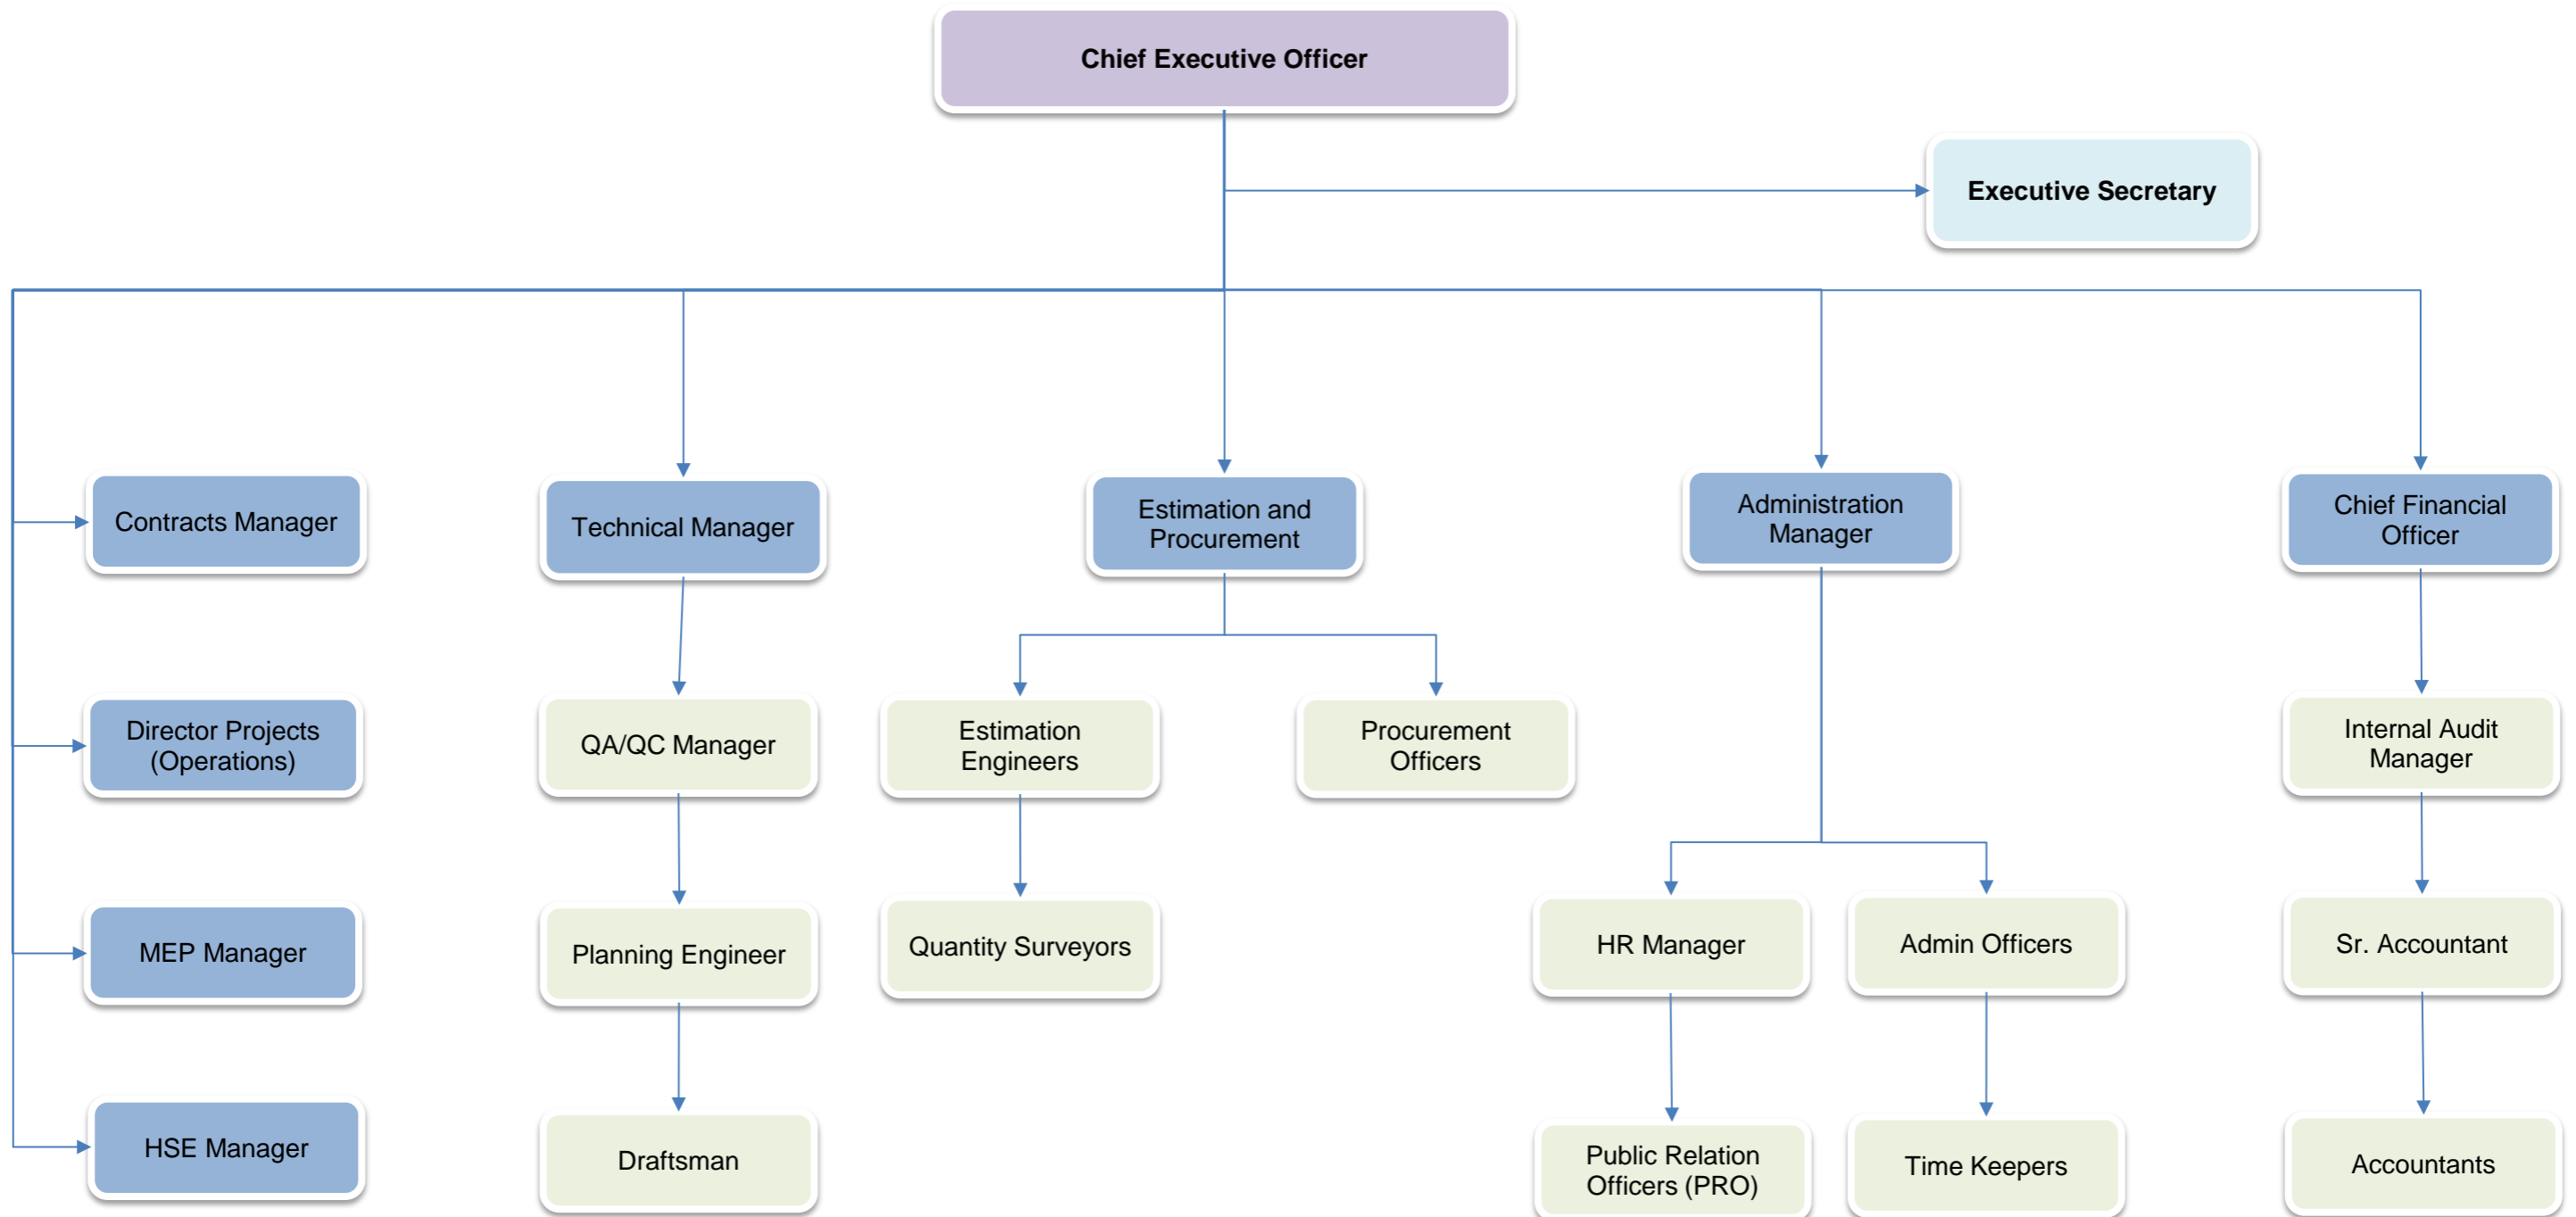 Chief Executive Officer
Executive Secretary
Contracts Manager
Technical Manager
Estimation and
Procurement
Administration
Manager
Chief Financial
Officer
Director Projects
(Operations)
QA/QC Manager
Estimation
Engineers
Procurement
Officers
Internal Audit
Manager
MEP Manager
Planning Engineer
Quantity Surveyors
HR Manager
Admin Officers
Sr. Accountant
HSE Manager
Draftsman
Public Relation
Officers (PRO)
Time Keepers
Accountants